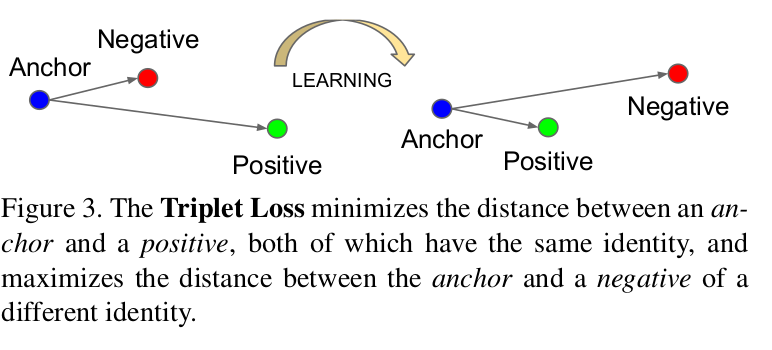 Negative
Anchor
Positive
LEARNING
Negative
Anchor
Positive
Figure 3. The Triplet Loss minimizes the distance between an an-
chor and a positive, both of which have the same identity, and
maximizes the distance between the anchor and a negative of a
different identity.